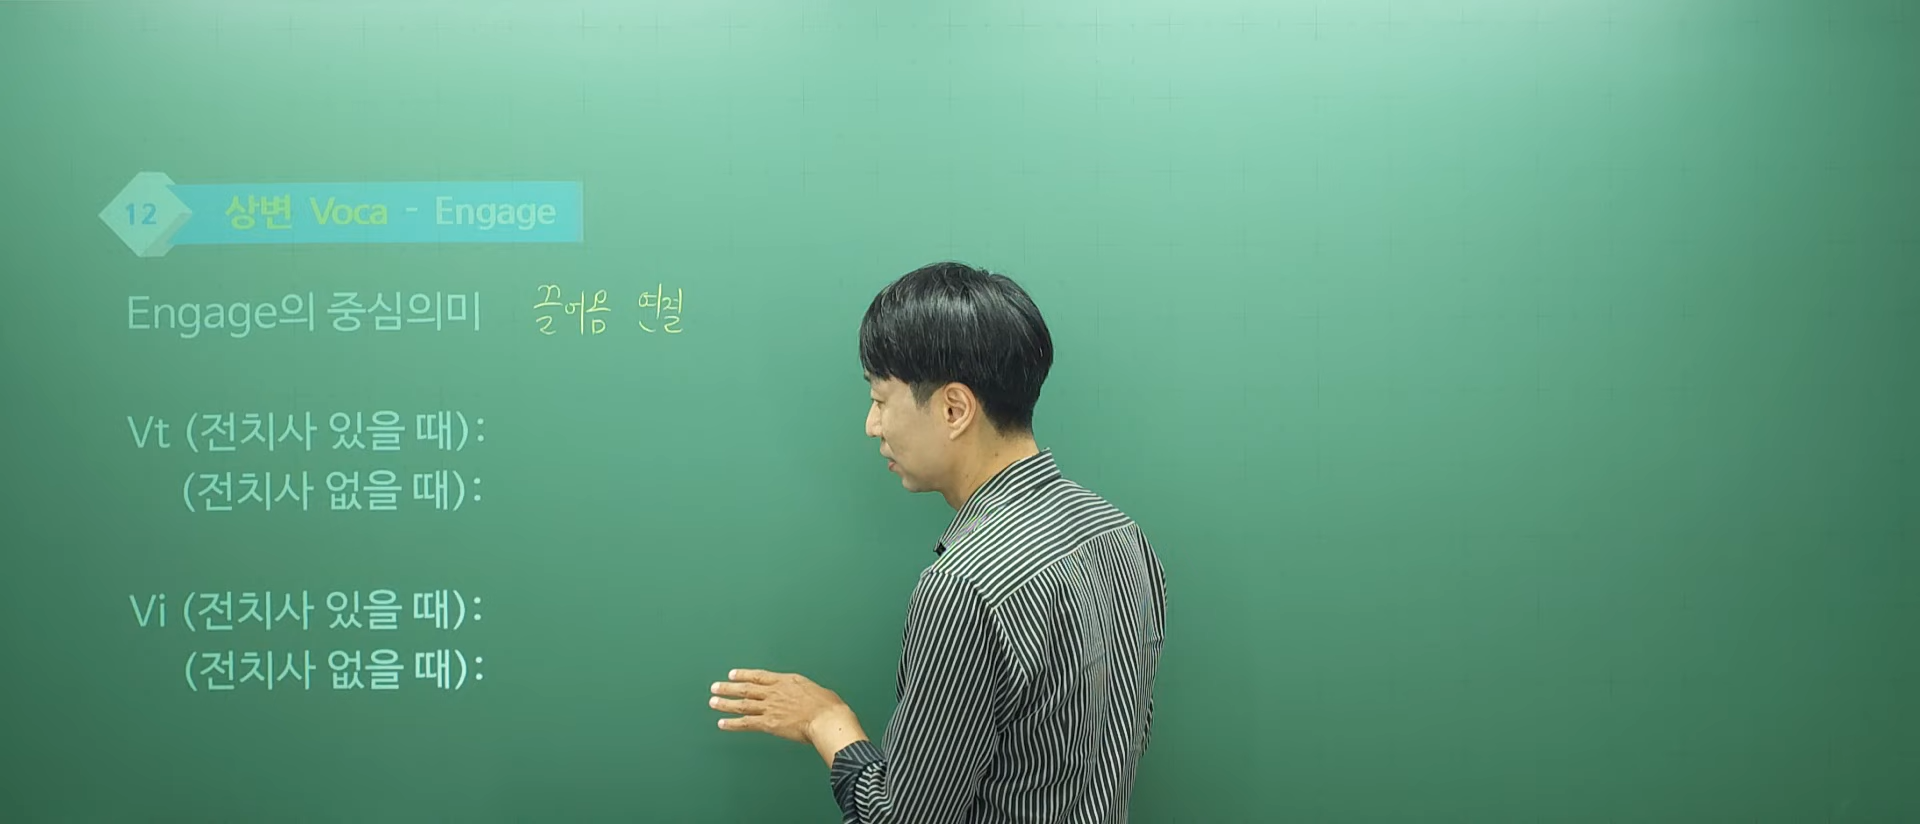 12 상변 Voca - Engage
Engage의 중심의미 끌어옴 연결
Vt (전치사 있을 때):
(전치사 없을 때):
Vi (전치사 있을 때):
(전치사 없을 때):